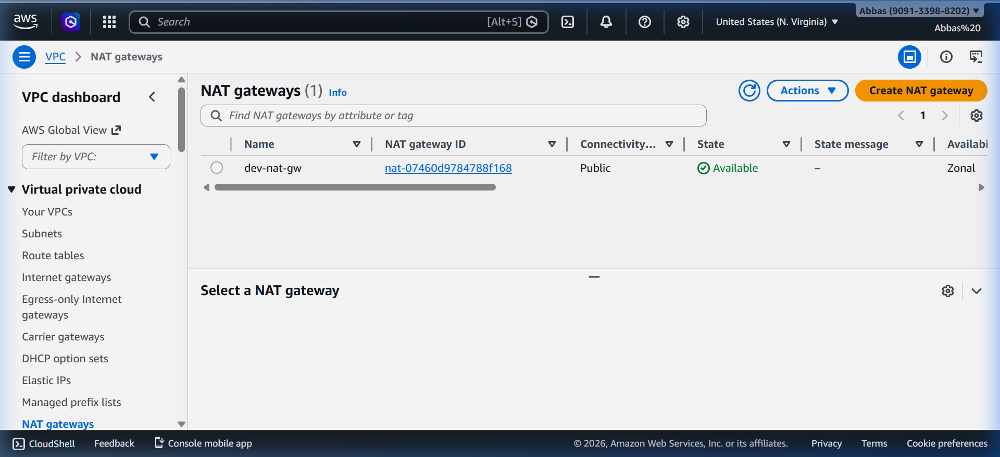 aws
Search
[Alt+S]
United States (N. Virginia)
Abbas (9091-3398-8202)
Abbas%20
VPC
NAT gateways
VPC dashboard
AWS Global View
Filter by VPC:
Virtual private cloud
Your VPCs
Subnets
Route tables
Internet gateways
Egress-only Internet
gateways
Carrier gateways
DHCP option sets
Elastic IPs
Managed prefix lists
NAT gateways
NAT gateways (1) Info
Actions
Create NAT gateway
Find NAT gateways by attribute or tag
1
Name NAT gateway ID Connectivity... State State message Availabi
dev-nat-gw nat-07460d9784788f168 Public Available – Zonal
Select a NAT gateway
CloudShell Feedback Console mobile app © 2026, Amazon Web Services, Inc. or its affiliates. Privacy Terms Cookie preferences